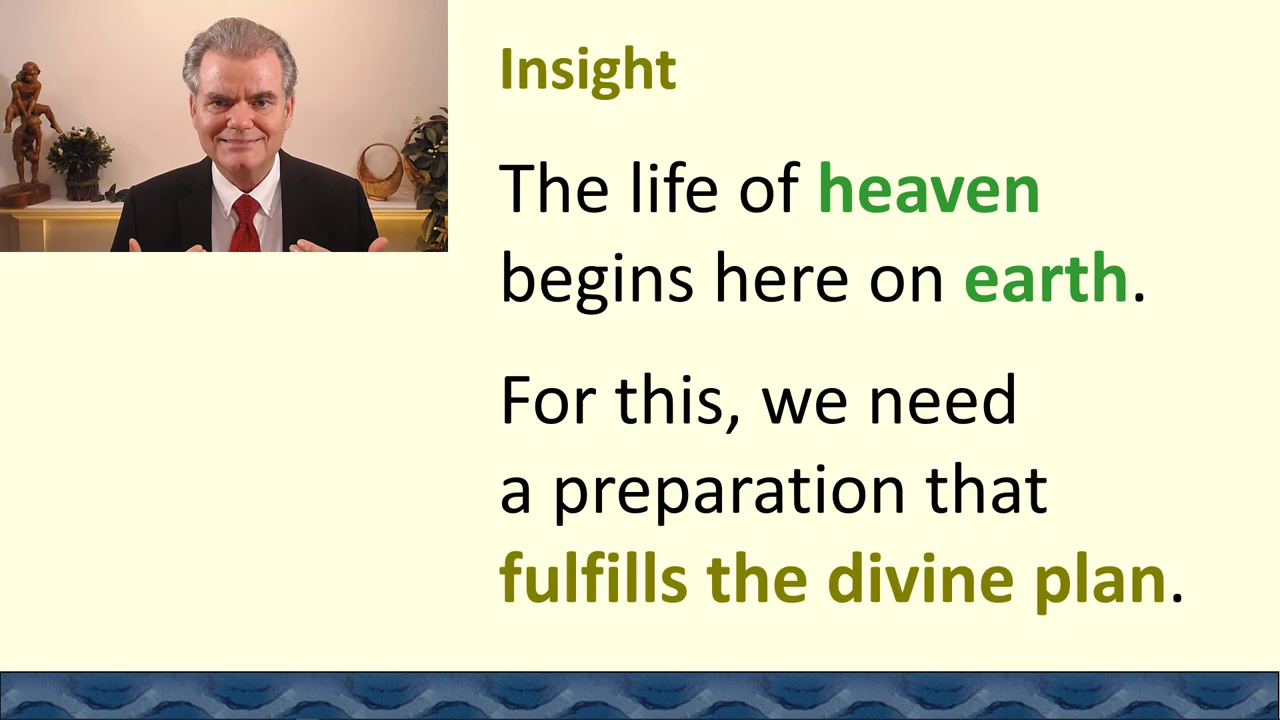 Insight
The life of heaven
begins here on earth.
For this, we need
a preparation that
fulfills the divine plan.